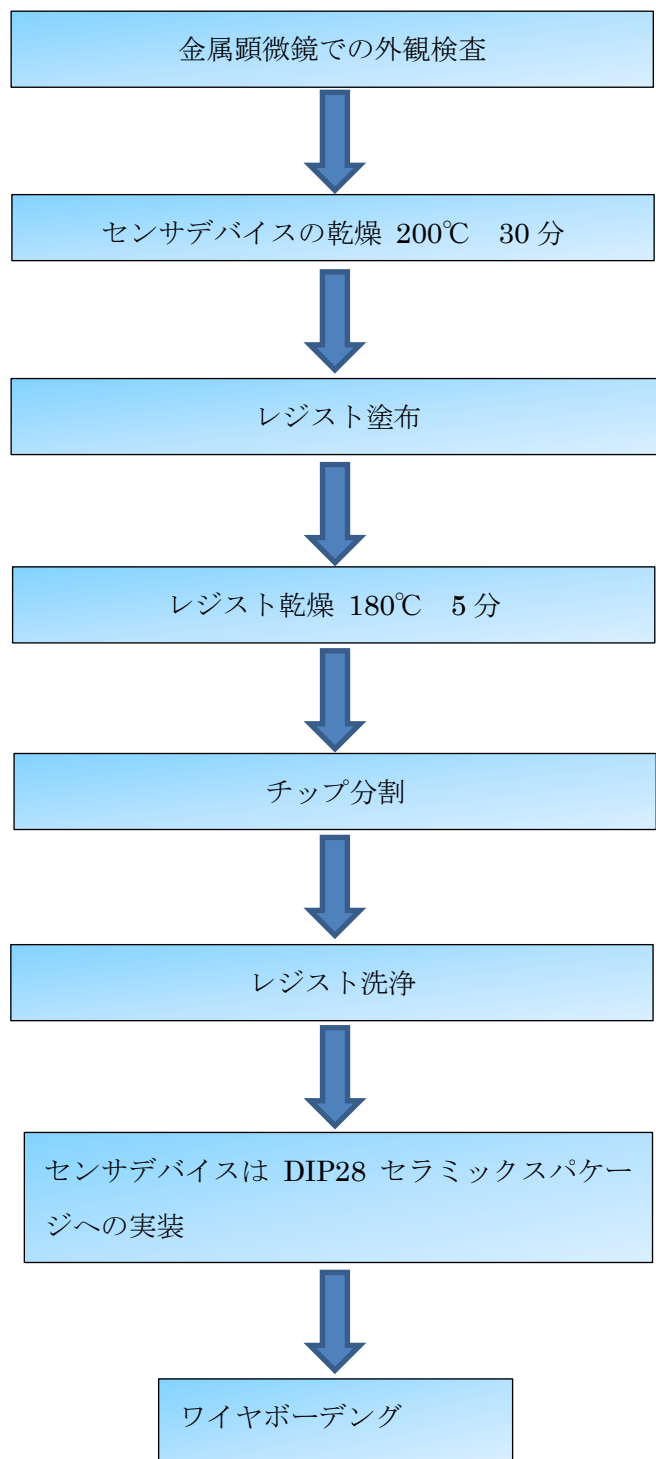 金属顕微鏡での外観検査
センサデバイスの乾燥 200℃ 30分
レジスト塗布
レジスト乾燥 180℃ 5分
チップ分割
レジスト洗浄
センサデバイスは DIP28 セラミックスパケー
ジへの実装
ワイヤボーデング